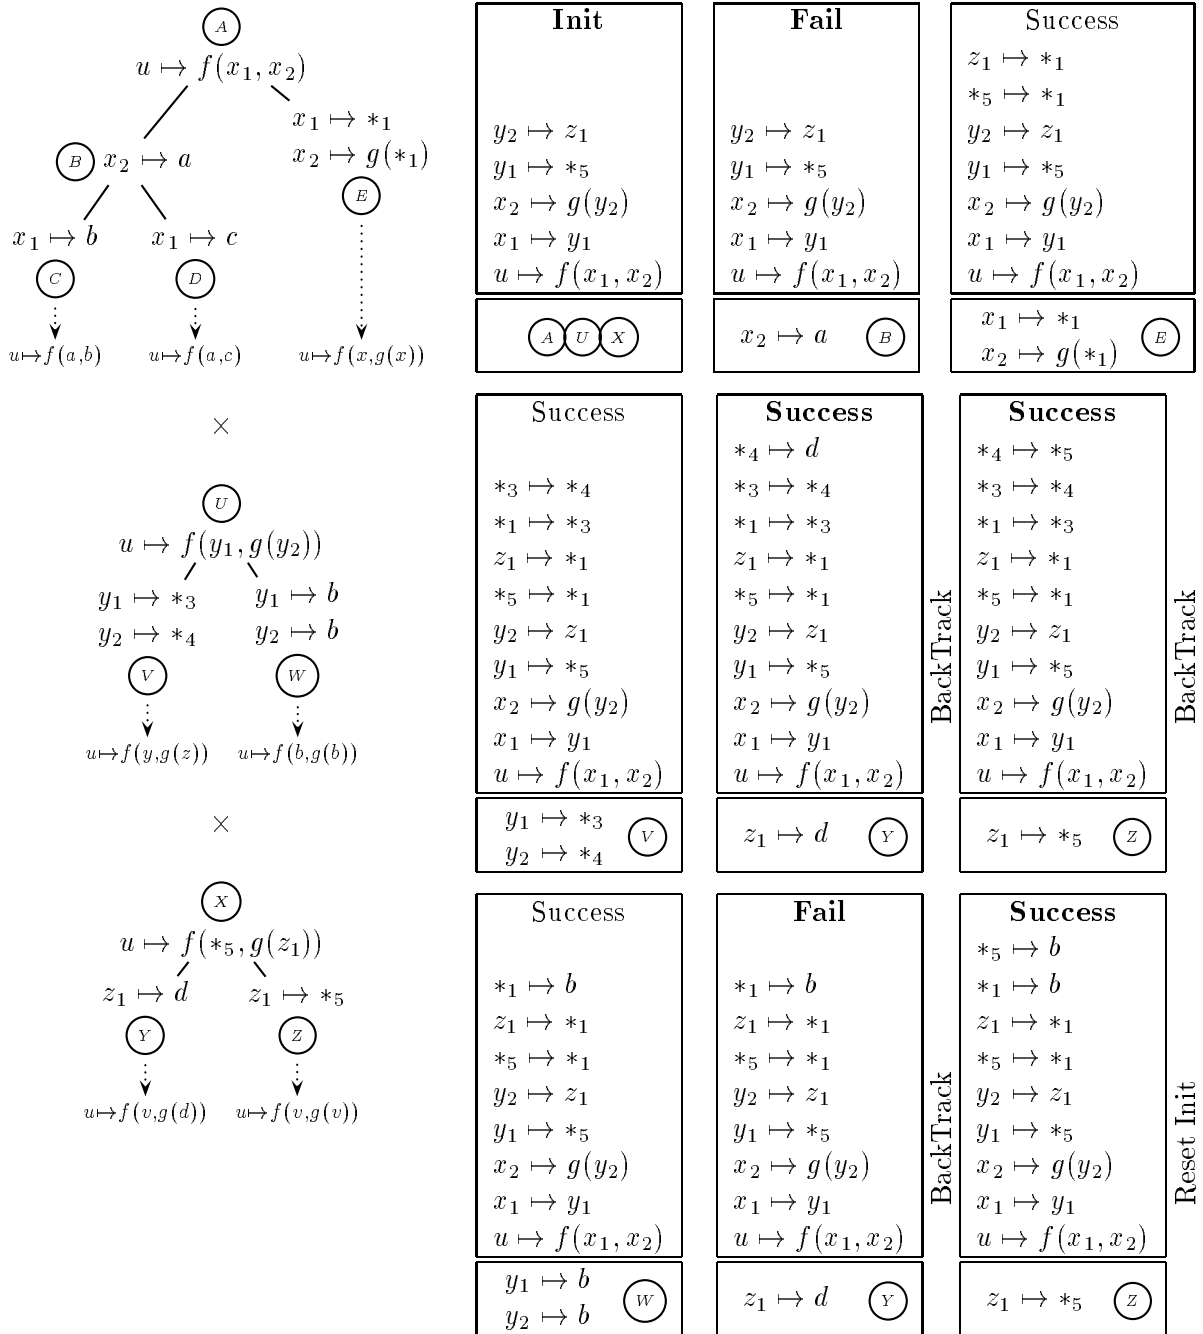 A
u ↦ f(x₁, x₂)
x₁ ↦ *₁
B x₂ ↦ a
x₂ ↦ g(*₁)
E
x₁ ↦ b
x₁ ↦ c
C
D
u↦f(a,b)
u↦f(a,c)
u↦f(x,g(x))
×
U
u ↦ f(y₁, g(y₂))
y₁ ↦ *₃
y₂ ↦ *₄
y₁ ↦ b
y₂ ↦ b
V
W
u↦f(y,g(z))
u↦f(b,g(b))
×
X
u ↦ f(*₅, g(z₁))
z₁ ↦ d
z₁ ↦ *₅
Y
Z
u↦f(v,g(d))
u↦f(v,g(v))
Init
y₂ ↦ z₁
y₁ ↦ *₅
x₂ ↦ g(y₂)
x₁ ↦ y₁
u ↦ f(x₁, x₂)
A U X
Fail
y₂ ↦ z₁
y₁ ↦ *₅
x₂ ↦ g(y₂)
x₁ ↦ y₁
u ↦ f(x₁, x₂)
x₂ ↦ a B
Success
z₁ ↦ *₁
*₅ ↦ *₁
y₂ ↦ z₁
y₁ ↦ *₅
x₂ ↦ g(y₂)
x₁ ↦ y₁
u ↦ f(x₁, x₂)
x₁ ↦ *₁
x₂ ↦ g(*₁)
E
Success
*₃ ↦ *₄
*₁ ↦ *₃
z₁ ↦ *₁
*₅ ↦ *₁
y₂ ↦ z₁
y₁ ↦ *₅
x₂ ↦ g(y₂)
x₁ ↦ y₁
u ↦ f(x₁, x₂)
y₁ ↦ *₃
y₂ ↦ *₄
V
Success
*₄ ↦ d
*₃ ↦ *₄
*₁ ↦ *₃
z₁ ↦ *₁
*₅ ↦ *₁
y₂ ↦ z₁
y₁ ↦ *₅
x₂ ↦ g(y₂)
x₁ ↦ y₁
u ↦ f(x₁, x₂)
z₁ ↦ d Y
BackTrack
Success
*₄ ↦ *₅
*₃ ↦ *₄
*₁ ↦ *₃
z₁ ↦ *₁
*₅ ↦ *₁
y₂ ↦ z₁
y₁ ↦ *₅
x₂ ↦ g(y₂)
x₁ ↦ y₁
u ↦ f(x₁, x₂)
z₁ ↦ *₅ Z
BackTrack
Success
*₁ ↦ b
z₁ ↦ *₁
*₅ ↦ *₁
y₂ ↦ z₁
y₁ ↦ *₅
x₂ ↦ g(y₂)
x₁ ↦ y₁
u ↦ f(x₁, x₂)
y₁ ↦ b
y₂ ↦ b
W
Fail
*₁ ↦ b
z₁ ↦ *₁
*₅ ↦ *₁
y₂ ↦ z₁
y₁ ↦ *₅
x₂ ↦ g(y₂)
x₁ ↦ y₁
u ↦ f(x₁, x₂)
z₁ ↦ d Y
BackTrack
Success
*₅ ↦ b
*₁ ↦ b
z₁ ↦ *₁
*₅ ↦ *₁
y₂ ↦ z₁
y₁ ↦ *₅
x₂ ↦ g(y₂)
x₁ ↦ y₁
u ↦ f(x₁, x₂)
z₁ ↦ *₅ Z
Reset Init